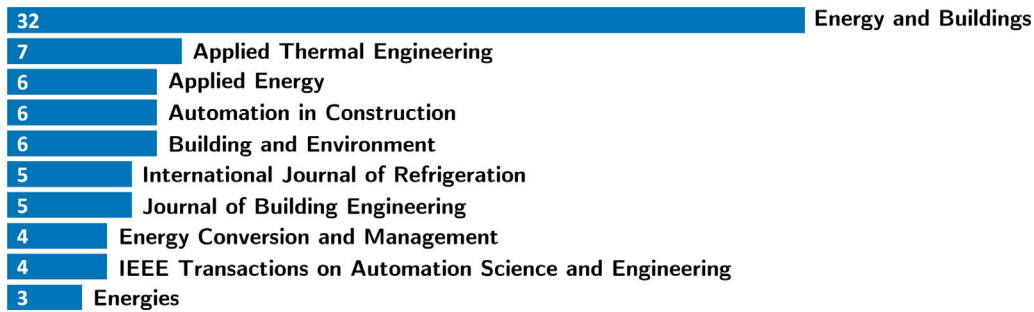 32 Energy and Buildings
7 Applied Thermal Engineering
6 Applied Energy
6 Automation in Construction
6 Building and Environment
5 International Journal of Refrigeration
5 Journal of Building Engineering
4 Energy Conversion and Management
4 IEEE Transactions on Automation Science and Engineering
3 Energies